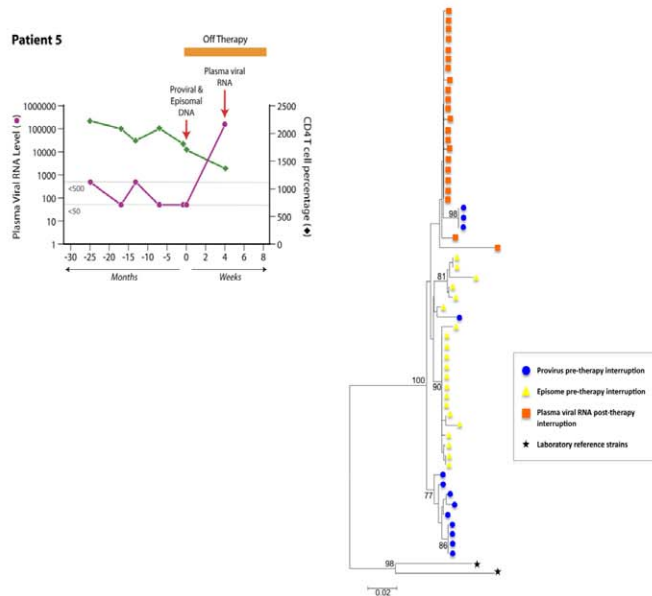 Patient 5
Off Therapy
Plasma viral
RNA
Proviral &
Episomal
DNA
Plasma Viral RNA Level (●)
1000000
100000
10000
1000
100
10
1
<500
<50
2500
2000
1500
1000
500
0
CD4 T cell percentage (◆)
-30 -25 -20 -15 -10 -5 0 2 4 6 8
Months Weeks
98
81
100
90
77
86
98
0.02
Provirus pre-therapy interruption
Episome pre-therapy interruption
Plasma viral RNA post-therapy
interruption
Laboratory reference strains